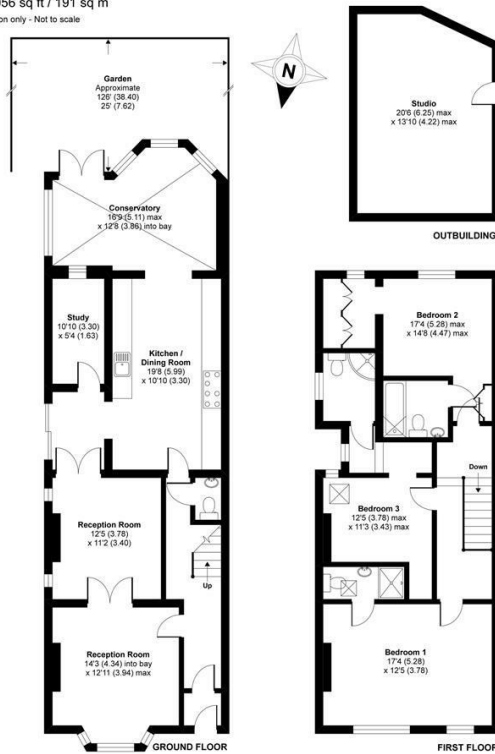 sq ft / 191 sq m
on only - Not to scale
Garden
Approximate
126' (38.40)
25' (7.62)
N
Studio
20'6 (6.25) max
x 13'10 (4.22) max
OUTBUILDING
Conservatory
16'9 (5.11) max
x 12'8 (3.86) into bay
Study
10'10 (3.30)
x 5'4 (1.63)
Kitchen /
Dining Room
19'8 (5.99)
x 10'10 (3.30)
Reception Room
12'5 (3.78)
x 11'2 (3.40)
Up
Reception Room
14'3 (4.34) into bay
x 12'11 (3.94) max
GROUND FLOOR
Bedroom 2
17'4 (5.28) max
x 14'8 (4.47) max
Down
Bedroom 3
12'5 (3.78) max
x 11'3 (3.43) max
Bedroom 1
17'4 (5.28)
x 12'5 (3.78)
FIRST FLOOR